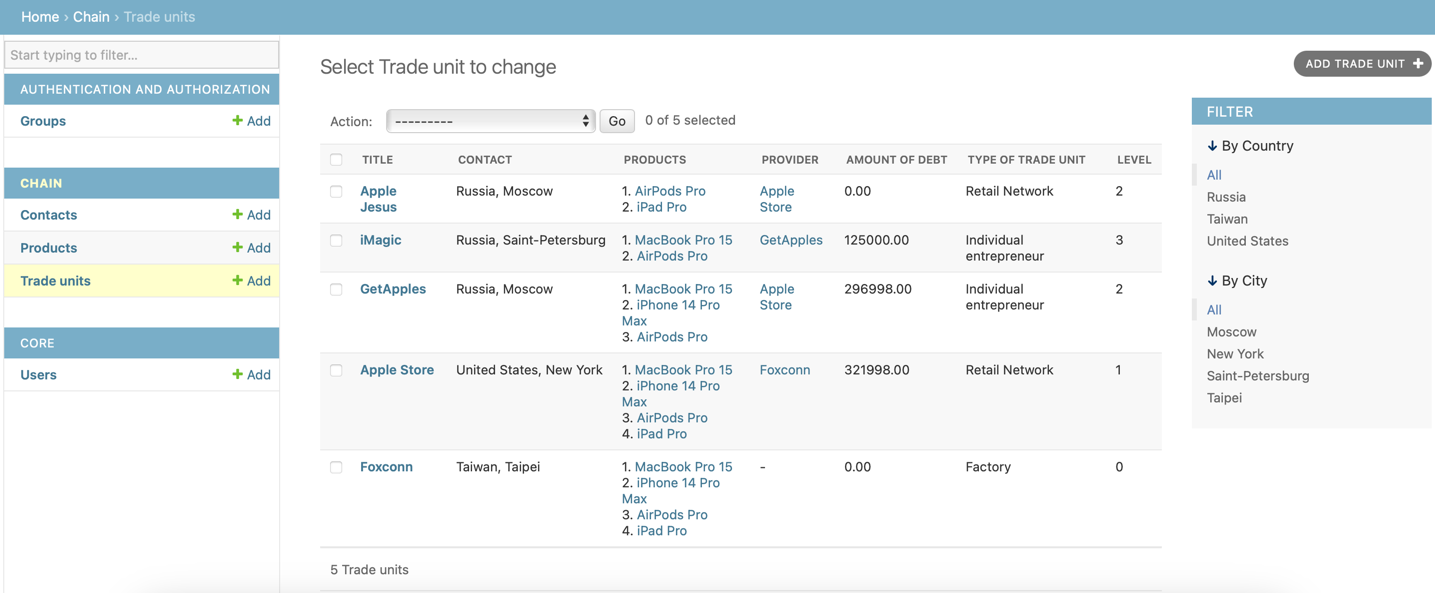 Home › Chain › Trade units
Start typing to filter...
AUTHENTICATION AND AUTHORIZATION
Groups + Add
CHAIN
Contacts + Add
Products + Add
Trade units + Add
CORE
Users + Add
Select Trade unit to change
ADD TRADE UNIT +
Action: --------- Go 0 of 5 selected
TITLE CONTACT PRODUCTS PROVIDER AMOUNT OF DEBT TYPE OF TRADE UNIT LEVEL
Apple Russia, Moscow 1. AirPods Pro Apple 0.00 Retail Network 2
Jesus 2. iPad Pro Store
iMagic Russia, Saint-Petersburg 1. MacBook Pro 15 GetApples 125000.00 Individual 3
2. AirPods Pro entrepreneur
GetApples Russia, Moscow 1. MacBook Pro 15 Apple 296998.00 Individual 2
2. iPhone 14 Pro Store entrepreneur
Max
3. AirPods Pro
Apple Store United States, New York 1. MacBook Pro 15 Foxconn 321998.00 Retail Network 1
2. iPhone 14 Pro
Max
3. AirPods Pro
4. iPad Pro
Foxconn Taiwan, Taipei 1. MacBook Pro 15 - 0.00 Factory 0
2. iPhone 14 Pro
Max
3. AirPods Pro
4. iPad Pro
5 Trade units
FILTER
↓ By Country
All
Russia
Taiwan
United States
↓ By City
All
Moscow
New York
Saint-Petersburg
Taipei